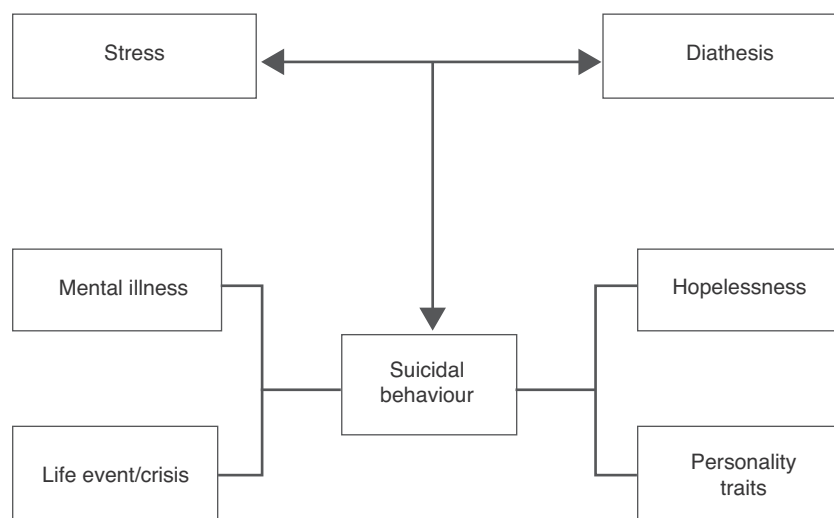 Stress
Diathesis
Mental illness
Hopelessness
Suicidal
behaviour
Life event/crisis
Personality
traits